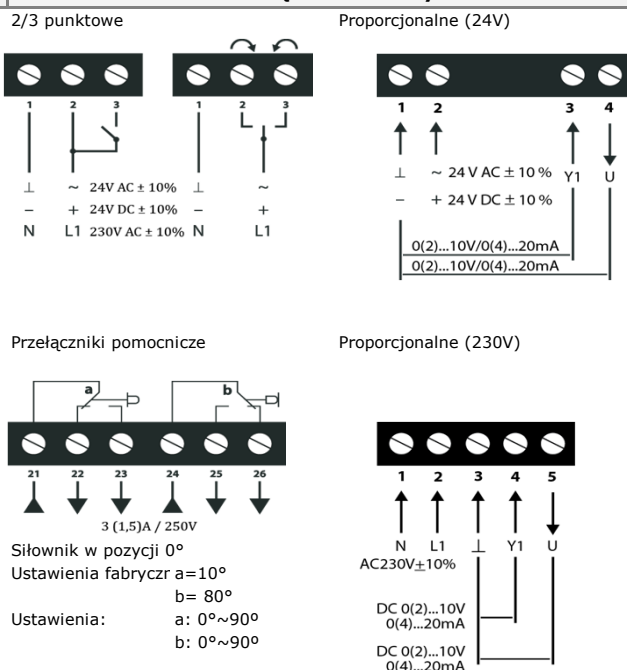 2/3 punktowe
1 2 3
1 2 3
⊥ ~ 24V AC ± 10% ⊥ ~
– + 24V DC ± 10% – +
N L1 230V AC ± 10% N L1
Proporcjonalne (24V)
1 2 3 4
⊥ ~ 24 V AC ± 10 % Y1 U
– + 24 V DC ± 10 %
0(2)...10V/0(4)...20mA
0(2)...10V/0(4)...20mA
Przełączniki pomocnicze
a b
21 22 23 24 25 26
3 (1,5)A / 250V
Siłownik w pozycji 0°
Ustawienia fabryczr a=10°
b= 80°
Ustawienia: a: 0°~90º
b: 0°~90º
Proporcjonalne (230V)
1 2 3 4 5
N L1 ⊥ Y1 U
AC230V±10%
DC 0(2)...10V
0(4)...20mA
DC 0(2)...10V
0(4)...20mA